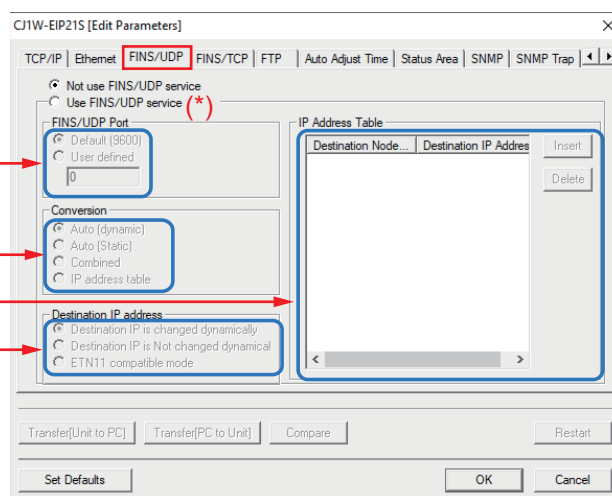 CJ1W-EIP21S [Edit Parameters]
TCP/IP Ethernet FINS/UDP FINS/TCP FTP Auto Adjust Time Status Area SNMP SNMP Trap
Not use FINS/UDP service
Use FINS/UDP service (*)
FINS/UDP Port
Default (9600)
User defined
0
Conversion
Auto (dynamic)
Auto (Static)
Combined
IP address table
Destination IP address
Destination IP is changed dynamically
Destination IP is Not changed dynamical
ETN11 compatible mode
IP Address Table
Destination Node... Destination IP Addres
Insert
Delete
Transfer[Unit to PC] Transfer[PC to Unit] Compare Restart
Set Defaults OK Cancel